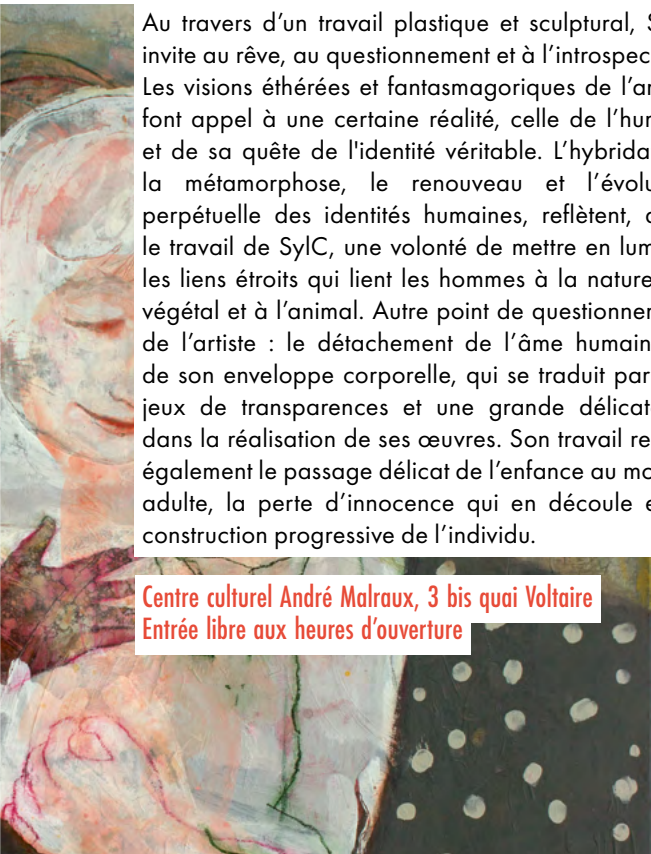 Au travers d’un travail plastique et sculptural, S
invite au rêve, au questionnement et à l’introspec
Les visions éthérées et fantasmagoriques de l’ar
font appel à une certaine réalité, celle de l’hum
et de sa quête de l'identité véritable. L’hybrida
la métamorphose, le renouveau et l’évolu
perpétuelle des identités humaines, reflètent, d
le travail de SylC, une volonté de mettre en lum
les liens étroits qui lient les hommes à la nature
végétal et à l’animal. Autre point de questionner
de l’artiste : le détachement de l’âme humain
de son enveloppe corporelle, qui se traduit par
jeux de transparences et une grande délicat
dans la réalisation de ses œuvres. Son travail re
également le passage délicat de l’enfance au mo
adulte, la perte d’innocence qui en découle e
construction progressive de l’individu.
Centre culturel André Malraux, 3 bis quai Voltaire
Entrée libre aux heures d’ouverture